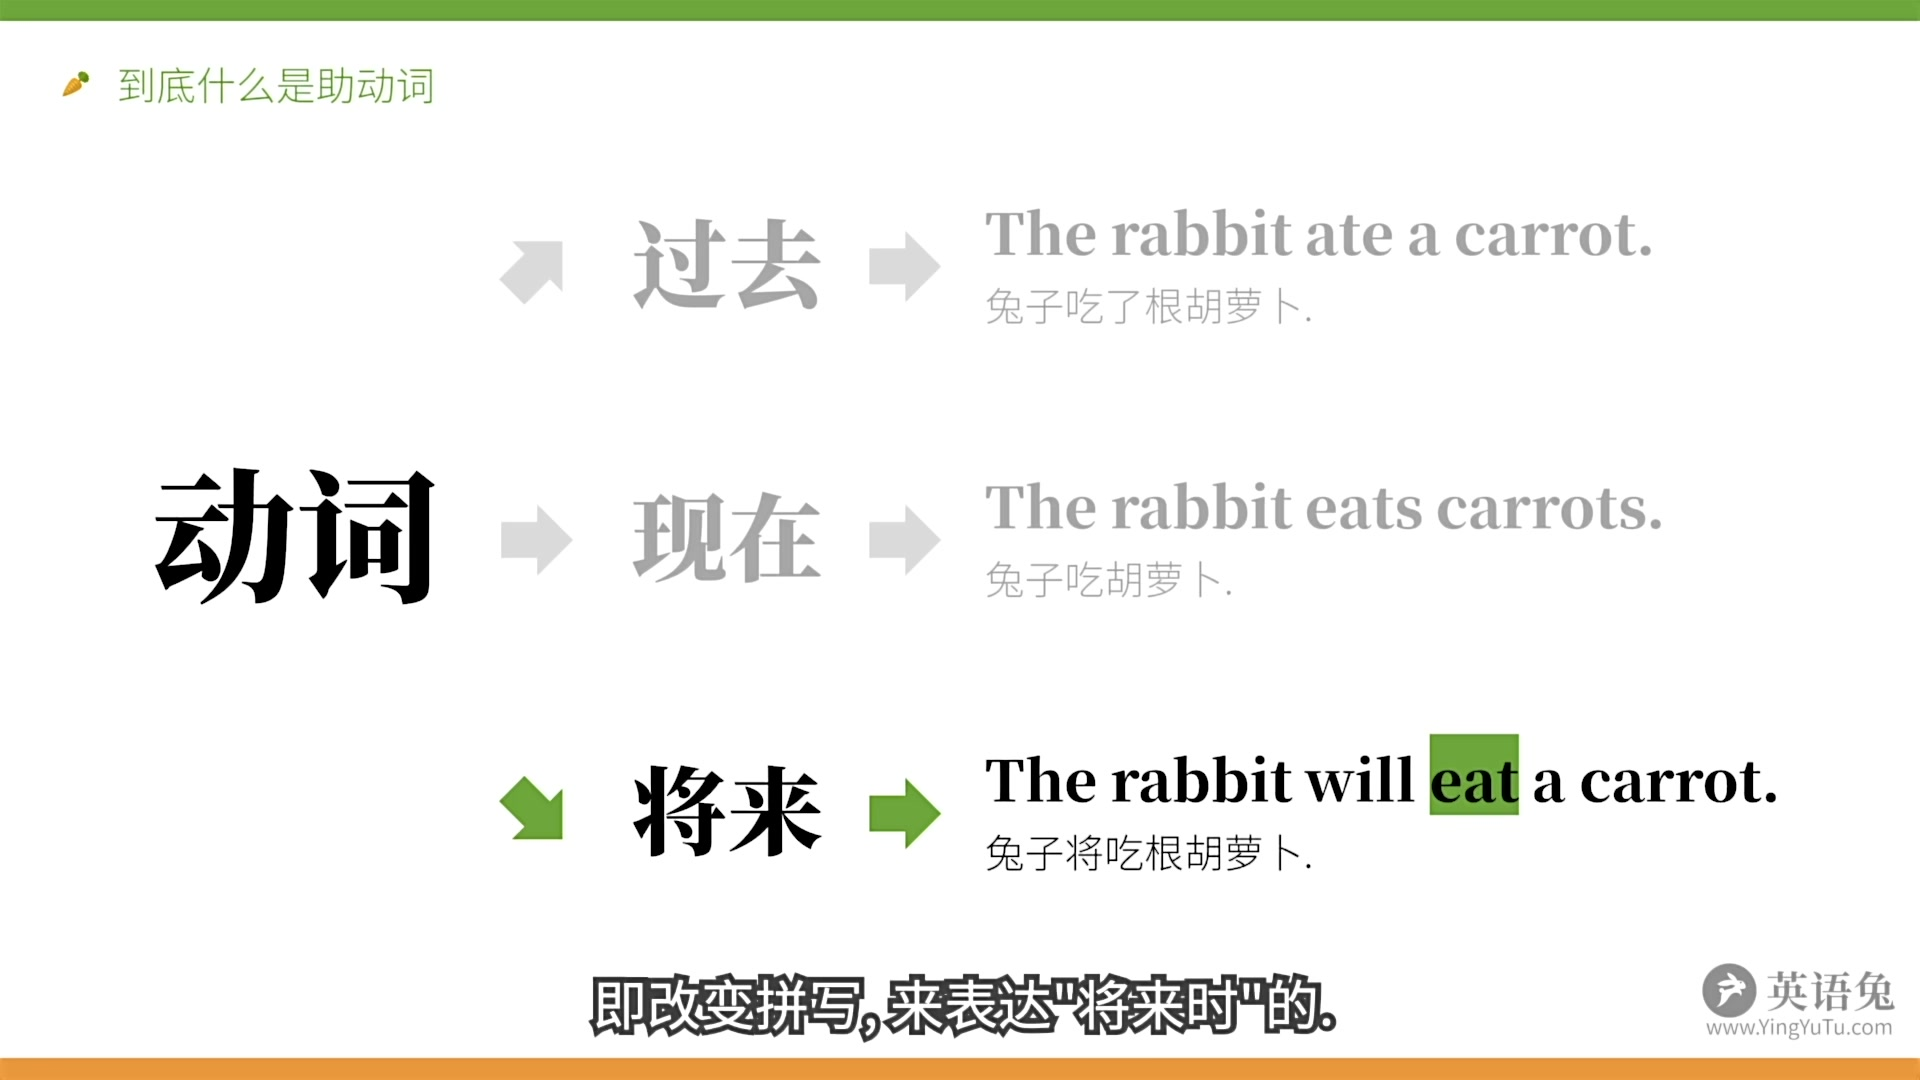 到底什么是助动词
过去
The rabbit ate a carrot.
兔子吃了根胡萝卜.
动词
现在
The rabbit eats carrots.
兔子吃胡萝卜.
将来
The rabbit will eat a carrot.
兔子将吃根胡萝卜.
即改变拼写, 来表达"将来时"的.
英语兔
www.YingYuTu.com